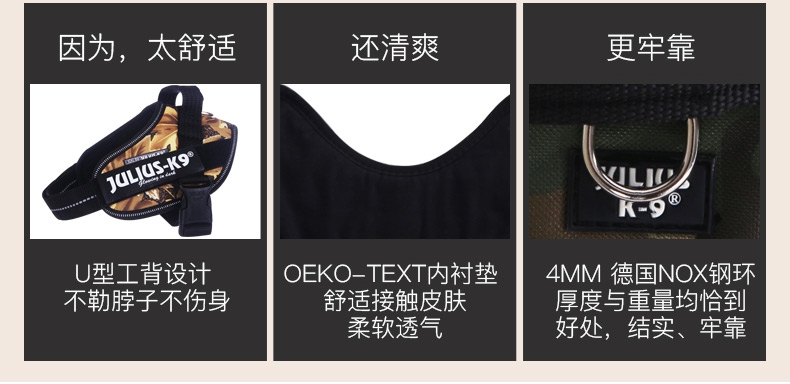 因为，太舒适
JULIUS-K9®
Glowing in dark
U型工背设计
不勒脖子不伤身
还清爽
OEKO-TEXT内衬垫
舒适接触皮肤
柔软透气
更牢靠
JULIUS
K-9®
4MM 德国NOX钢环
厚度与重量均恰到
好处，结实、牢靠